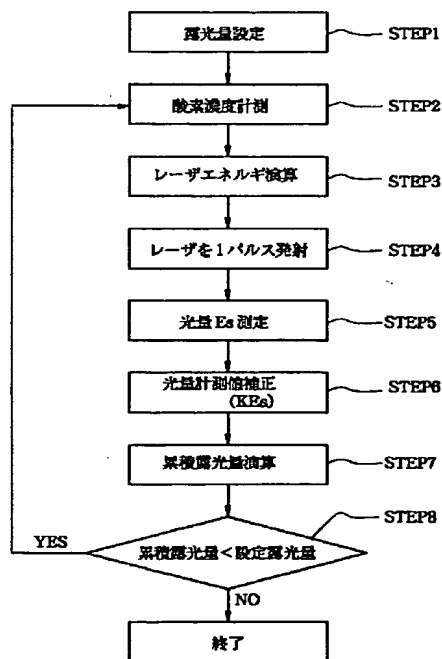 露光量設定
STEP1
酸素濃度計測
STEP2
レーザエネルギ演算
STEP3
レーザを1パルス発射
STEP4
光量Es測定
STEP5
光量計測値補正
(KEs)
STEP6
累積露光量演算
STEP7
STEP8
累積露光量<設定露光量
YES
NO
終了